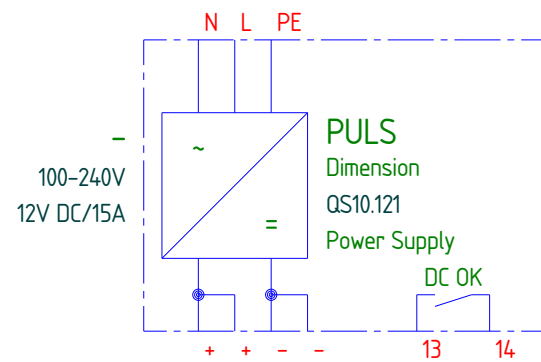 N L PE
–
100-240V
12V DC/15A
~
=
PULS
Dimension
QS10.121
Power Supply
DC OK
+ + – –
13 14